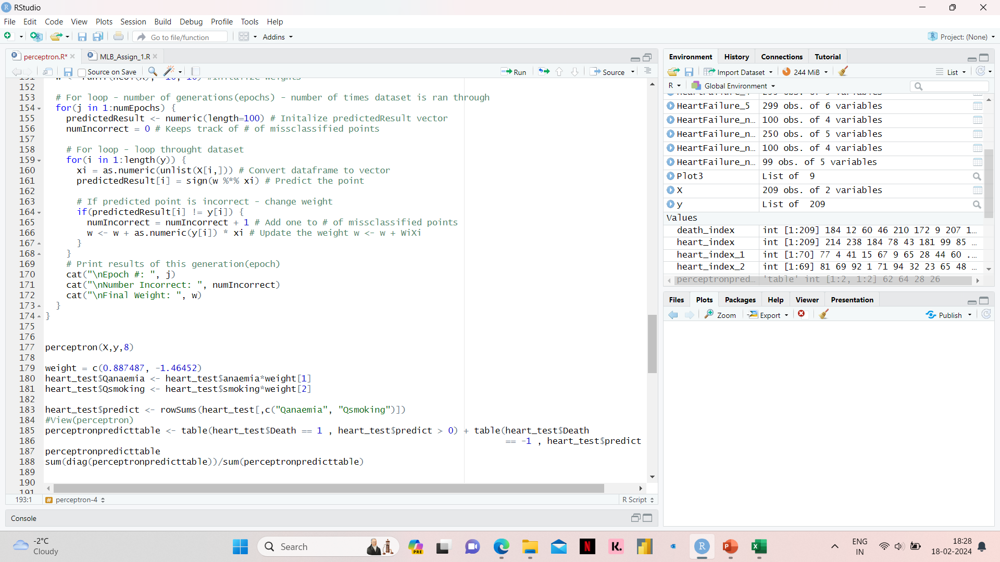 RStudio
File Edit Code View Plots Session Build Debug Profile Tools Help
Go to file/function Addins Project: (None)
perceptron.R* MLB_Assign_1.R
Source on Save Run Source
152
153 # For loop - number of generations(epochs) - number of times dataset is ran through
154 for(j in 1:numEpochs) {
155 predictedResult <- numeric(length=100) # Initalize predictedResult vector
156 numIncorrect = 0 # Keeps track of # of missclassified points
157
158 # For loop - loop throught dataset
159 for(i in 1:length(y)) {
160 xi = as.numeric(unlist(X[i,])) # Convert dataframe to vector
161 predictedResult[i] = sign(w %*% xi) # Predict the point
162
163 # If predicted point is incorrect - change weight
164 if(predictedResult[i] != y[i]) {
165 numIncorrect = numIncorrect + 1 # Add one to # of missclassified points
166 w <- w + as.numeric(y[i]) * xi # Update the weight w <- w + WiXi
167 }
168 }
169 # Print results of this generation(epoch)
170 cat("\nEpoch #: ", j)
171 cat("\nNumber Incorrect: ", numIncorrect)
172 cat("\nFinal Weight: ", w)
173 }
174 }
175
176
177 perceptron(X,y,8)
178
179 weight = c(0.887487, -1.46452)
180 heart_test$Qanaemia <- heart_test$anaemia*weight[1]
181 heart_test$Qsmoking <- heart_test$smoking*weight[2]
182
183 heart_test$predict <- rowSums(heart_test[,c("Qanaemia", "Qsmoking")])
184 #View(perceptron)
185 perceptronpredicttable <- table(heart_test$Death == 1 , heart_test$predict > 0) + table(heart_test$Death
186 == -1 , heart_test$predict
187 perceptronpredicttable
188 sum(diag(perceptronpredicttable))/sum(perceptronpredicttable)
189
190
191
193:1 perceptron-4 R Script
Console
Environment History Connections Tutorial
Import Dataset 244 MiB List
R Global Environment
HeartFailure_5 299 obs. of 6 variables
HeartFailure_n… 100 obs. of 4 variables
HeartFailure_n… 250 obs. of 5 variables
HeartFailure_n… 100 obs. of 4 variables
HeartFailure_n… 99 obs. of 5 variables
Plot3 List of 9
X 209 obs. of 2 variables
y List of 209
Values
death_index int [1:209] 184 12 60 46 210 172 9 207 1…
heart_index int [1:209] 214 238 184 78 43 181 99 85 …
heart_index_1 int [1:70] 77 4 41 15 67 9 65 28 44 60 .…
heart_index_2 int [1:69] 81 69 92 1 71 94 32 23 65 48 …
perceptronpred… 'table' int [1:2, 1:2] 62 64 28 26
Files Plots Packages Help Viewer Presentation
Zoom Export Publish
-2°C
Cloudy
Search
PRE
N
K.
R
P
X
ENG
IN
18:28
18-02-2024